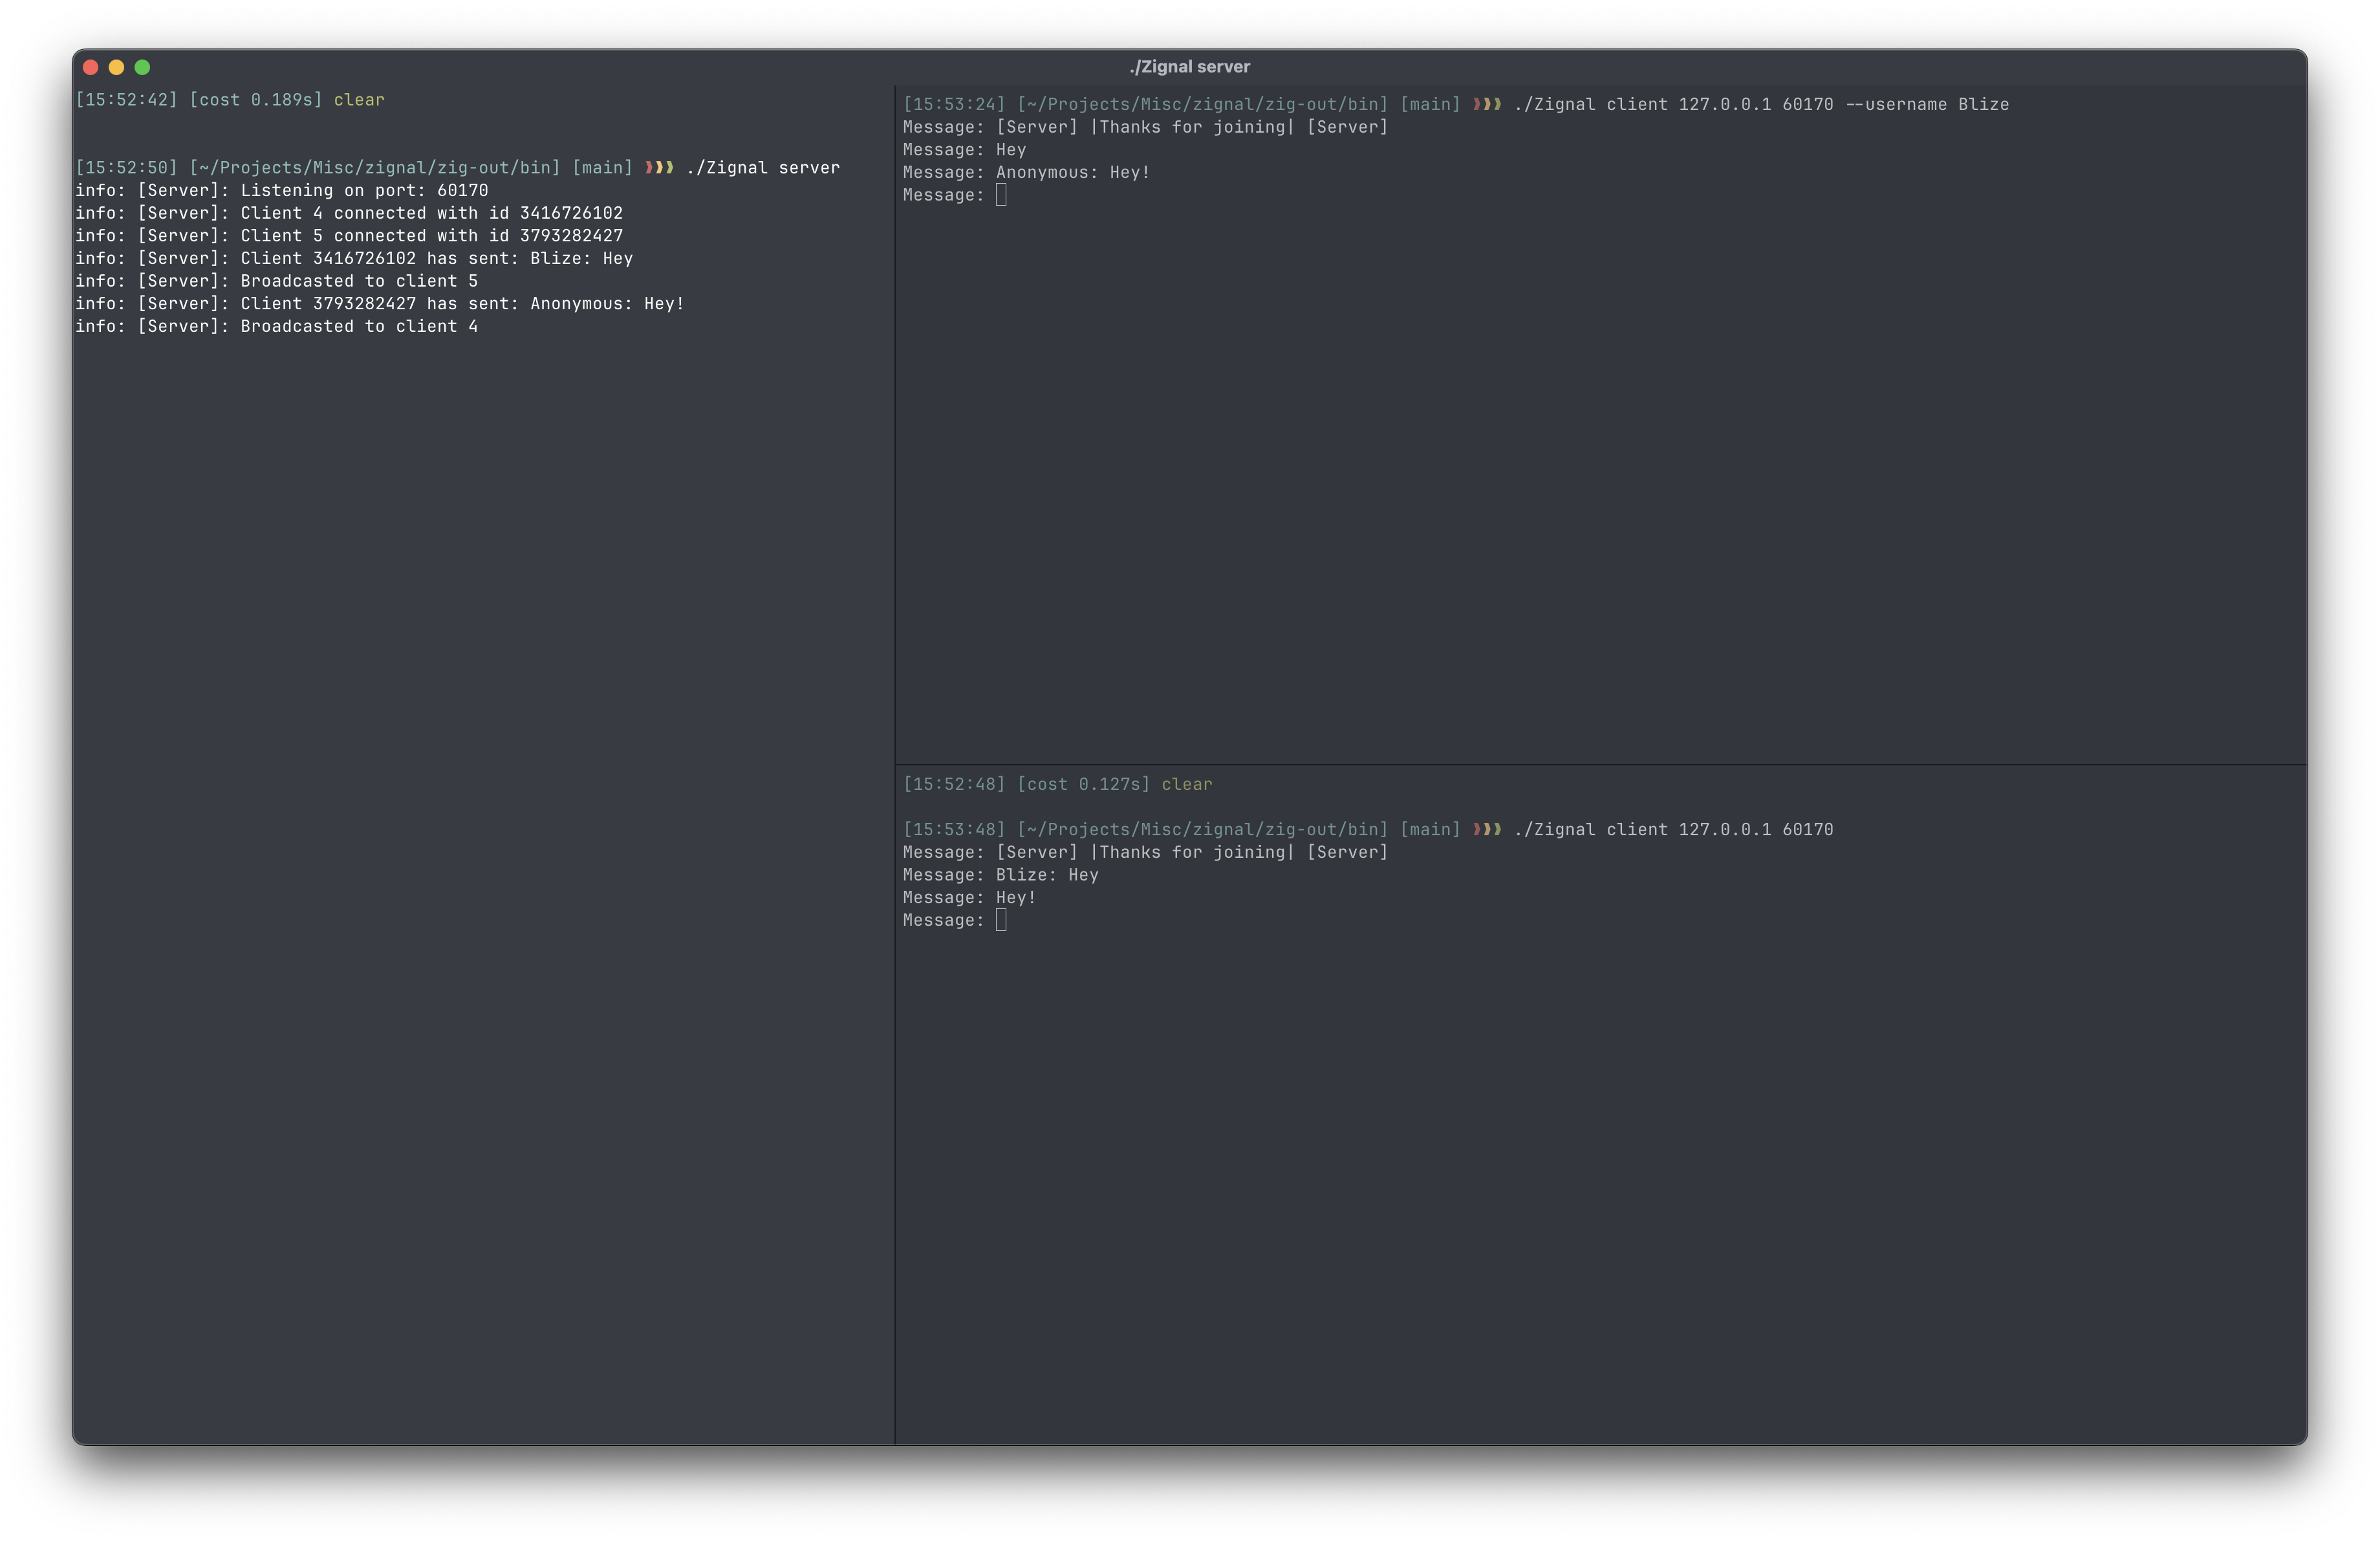 ./Zignal server
[15:52:42] [cost 0.189s] clear
[15:52:50] [~/Projects/Misc/zignal/zig-out/bin] [main] ❱❱❱ ./Zignal server
info: [Server]: Listening on port: 60170
info: [Server]: Client 4 connected with id 3416726102
info: [Server]: Client 5 connected with id 3793282427
info: [Server]: Client 3416726102 has sent: Blize: Hey
info: [Server]: Broadcasted to client 5
info: [Server]: Client 3793282427 has sent: Anonymous: Hey!
info: [Server]: Broadcasted to client 4
[15:53:24] [~/Projects/Misc/zignal/zig-out/bin] [main] ❱❱❱ ./Zignal client 127.0.0.1 60170 --username Blize
Message: [Server] |Thanks for joining| [Server]
Message: Hey
Message: Anonymous: Hey!
Message:
[15:52:48] [cost 0.127s] clear
[15:53:48] [~/Projects/Misc/zignal/zig-out/bin] [main] ❱❱❱ ./Zignal client 127.0.0.1 60170
Message: [Server] |Thanks for joining| [Server]
Message: Blize: Hey
Message: Hey!
Message: